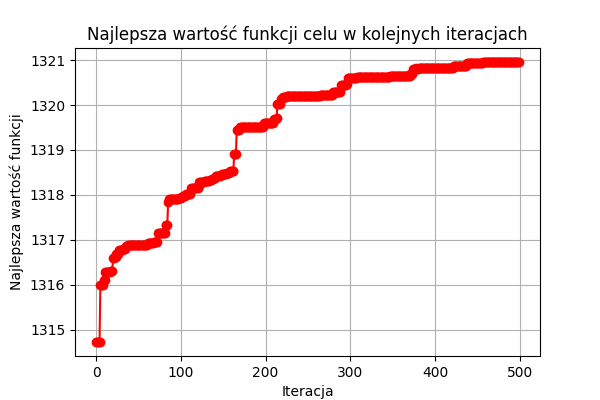 Najlepsza wartość funkcji celu w kolejnych iteracjach
1321
1320
1319
1318
1317
1316
1315
Najlepsza wartość funkcji
0 100 200 300 400 500
Iteracja